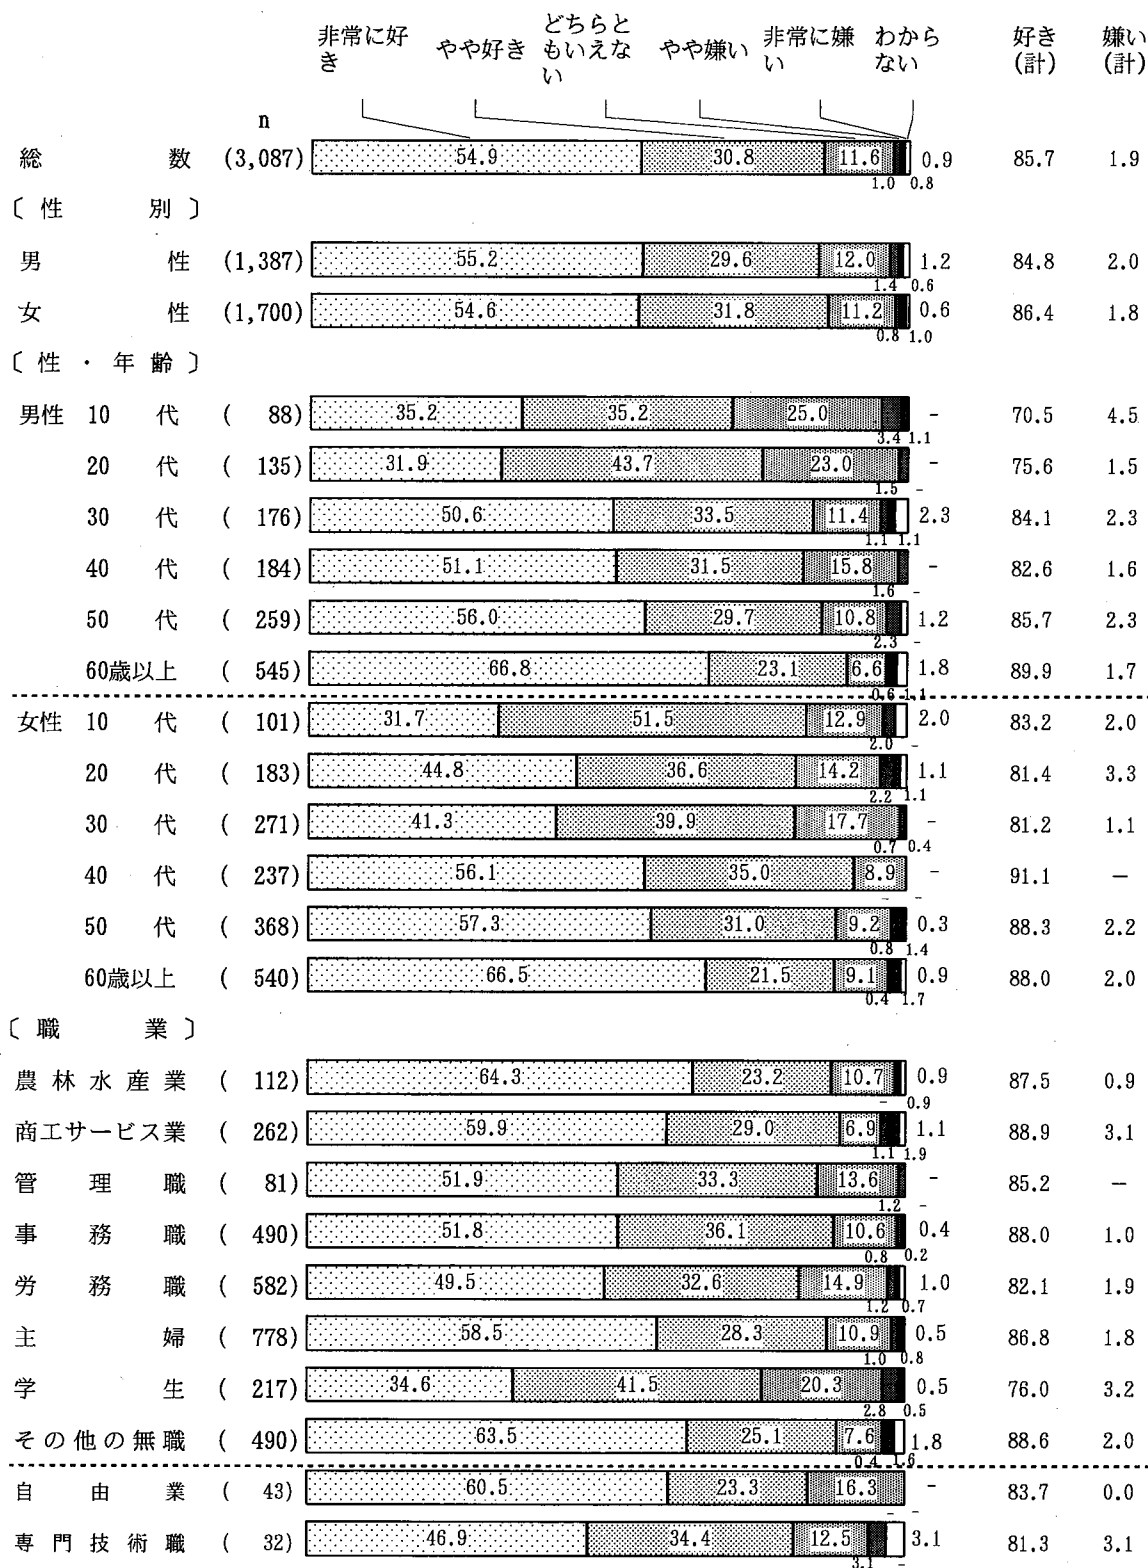 非常に好き やや好き どちらともいえない やや嫌い 非常に嫌い わからない 好き(計) 嫌い(計)
n
総数 (3,087) 54.9 30.8 11.6 0.9 85.7 1.9
1.0 0.8
〔性別〕
男性 (1,387) 55.2 29.6 12.0 1.2 84.8 2.0
1.4 0.6
女性 (1,700) 54.6 31.8 11.2 0.6 86.4 1.8
0.8 1.0
〔性・年齢〕
男性 10代 ( 88) 35.2 35.2 25.0 - 70.5 4.5
3.4 1.1
20代 ( 135) 31.9 43.7 23.0 - 75.6 1.5
1.5 -
30代 ( 176) 50.6 33.5 11.4 2.3 84.1 2.3
1.1 1.1
40代 ( 184) 51.1 31.5 15.8 - 82.6 1.6
1.6 -
50代 ( 259) 56.0 29.7 10.8 1.2 85.7 2.3
2.3 -
60歳以上 ( 545) 66.8 23.1 6.6 1.8 89.9 1.7
0.6 1.1
女性 10代 ( 101) 31.7 51.5 12.9 2.0 83.2 2.0
2.0 -
20代 ( 183) 44.8 36.6 14.2 1.1 81.4 3.3
2.2 1.1
30代 ( 271) 41.3 39.9 17.7 - 81.2 1.1
0.7 0.4
40代 ( 237) 56.1 35.0 8.9 - 91.1 -
- -
50代 ( 368) 57.3 31.0 9.2 0.3 88.3 2.2
0.8 1.4
60歳以上 ( 540) 66.5 21.5 9.1 0.9 88.0 2.0
0.4 1.7
〔職業〕
農林水産業 ( 112) 64.3 23.2 10.7 0.9 87.5 0.9
- 0.9
商工サービス業 ( 262) 59.9 29.0 6.9 1.1 88.9 3.1
1.1 1.9
管理職 ( 81) 51.9 33.3 13.6 - 85.2 -
1.2 -
事務職 ( 490) 51.8 36.1 10.6 0.4 88.0 1.0
0.8 0.2
労務職 ( 582) 49.5 32.6 14.9 1.0 82.1 1.9
1.2 0.7
主婦 ( 778) 58.5 28.3 10.9 0.5 86.8 1.8
1.0 0.8
学生 ( 217) 34.6 41.5 20.3 0.5 76.0 3.2
2.8 0.5
その他の無職 ( 490) 63.5 25.1 7.6 1.8 88.6 2.0
0.4 1.6
自由業 ( 43) 60.5 23.3 16.3 - 83.7 0.0
- -
専門技術職 ( 32) 46.9 34.4 12.5 3.1 81.3 3.1
3.1 -